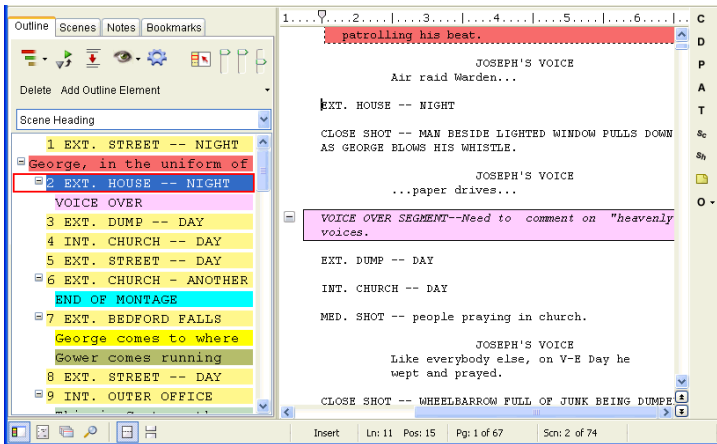 Outline Scenes Notes Bookmarks
Delete Add Outline Element
Scene Heading
1 EXT. STREET -- NIGHT
George, in the uniform of
2 EXT. HOUSE -- NIGHT
VOICE OVER
3 EXT. DUMP -- DAY
4 INT. CHURCH -- DAY
5 EXT. STREET -- DAY
6 EXT. CHURCH - ANOTHER
END OF MONTAGE
7 EXT. BEDFORD FALLS
George comes to where
Gower comes running
8 EXT. STREET -- DAY
9 INT. OUTER OFFICE
1....2....|....3....|....4....|....5....|....6....|..
patrolling his beat.
JOSEPH'S VOICE
Air raid Warden...
EXT. HOUSE -- NIGHT
CLOSE SHOT -- MAN BESIDE LIGHTED WINDOW PULLS DOWN
AS GEORGE BLOWS HIS WHISTLE.
JOSEPH'S VOICE
...paper drives...
VOICE OVER SEGMENT--Need to comment on "heavenly
voices.
EXT. DUMP -- DAY
INT. CHURCH -- DAY
MED. SHOT -- people praying in church.
JOSEPH'S VOICE
Like everybody else, on V-E Day he
wept and prayed.
CLOSE SHOT -- WHEELBARROW FULL OF JUNK BEING DUMPE
C
D
P
A
T
Sc
Sh
O
Insert Ln: 11 Pos: 15 Pg: 1 of 67 Scn: 2 of 74